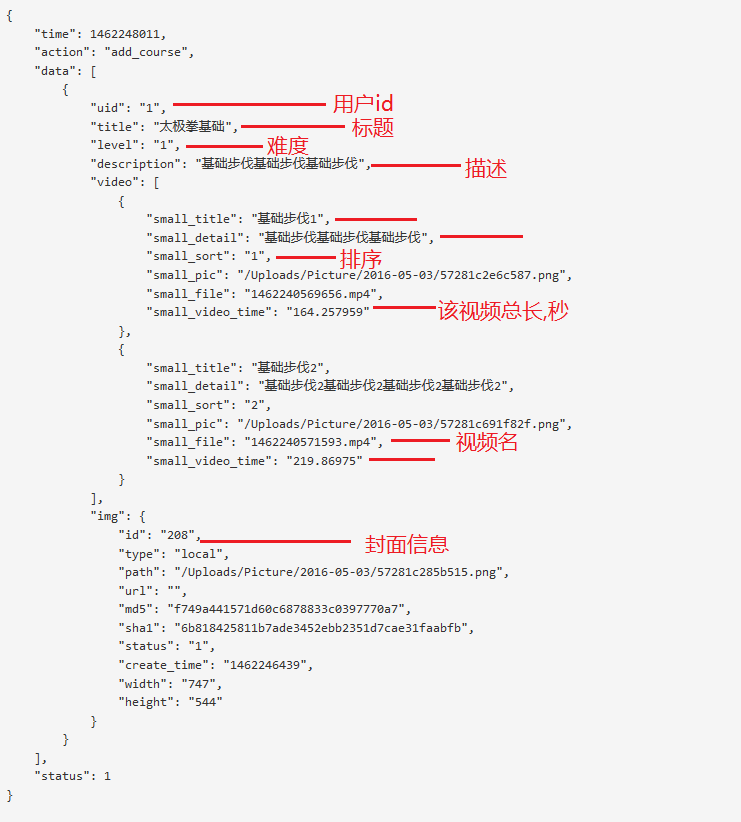 {
"time": 1462248011,
"action": "add_course",
"data": [
{
"uid": "1", 用户id
"title": "太极拳基础", 标题
"level": "1", 难度
"description": "基础步伐基础步伐基础步伐", 描述
"video": [
{
"small_title": "基础步伐1",
"small_detail": "基础步伐基础步伐基础步伐",
"small_sort": "1", 排序
"small_pic": "/Uploads/Picture/2016-05-03/57281c2e6c587.png",
"small_file": "1462240569656.mp4",
"small_video_time": "164.257959" 该视频总长,秒
},
{
"small_title": "基础步伐2",
"small_detail": "基础步伐2基础步伐2基础步伐2基础步伐2",
"small_sort": "2",
"small_pic": "/Uploads/Picture/2016-05-03/57281c691f82f.png",
"small_file": "1462240571593.mp4", 视频名
"small_video_time": "219.86975"
}
],
"img": {
"id": "208", 封面信息
"type": "local",
"path": "/Uploads/Picture/2016-05-03/57281c285b515.png",
"url": "",
"md5": "f749a441571d60c6878833c0397770a7",
"sha1": "6b818425811b7ade3452ebb2351d7cae31faabfb",
"status": "1",
"create_time": "1462246439",
"width": "747",
"height": "544"
}
}
],
"status": 1
}